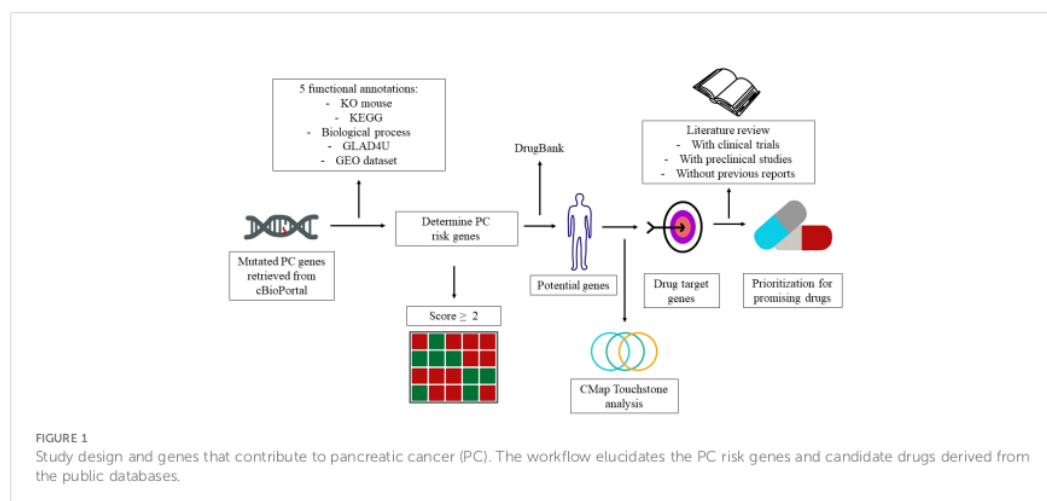 5 functional annotations:
- KO mouse
- KEGG
- Biological process
- GLAD4U
- GEO dataset
DrugBank
Literature review
- With clinical trials
- With preclinical studies
- Without previous reports
Determine PC
risk genes
Mutated PC genes
retrieved from
cBioPortal
Potential genes
Drug target
genes
Prioritization for
promising drugs
Score ≥ 2
CMap Touchstone
analysis
FIGURE 1
Study design and genes that contribute to pancreatic cancer (PC). The workflow elucidates the PC risk genes and candidate drugs derived from
the public databases.